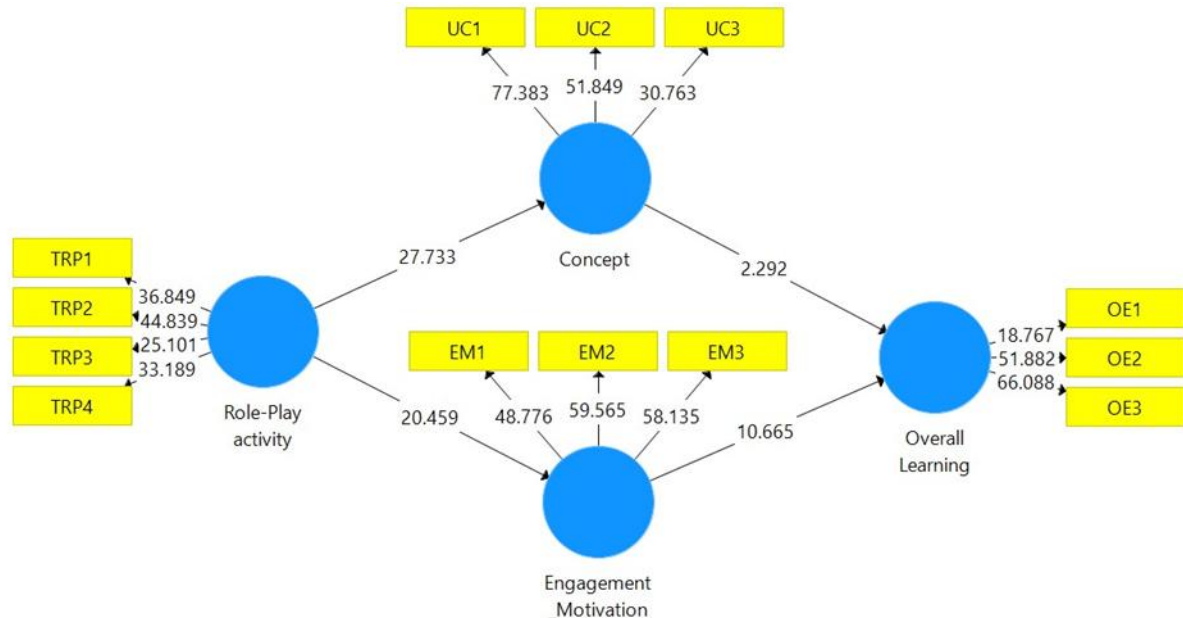 UC1 UC2 UC3
77.383 51.849 30.763
Concept
27.733
2.292
TRP1
TRP2
TRP3
TRP4
36.849
44.839
25.101
33.189
Role-Play
activity
20.459
EM1 EM2 EM3
48.776 59.565 58.135
Engagement
Motivation
10.665
18.767
51.882
66.088
OE1
OE2
OE3
Overall
Learning